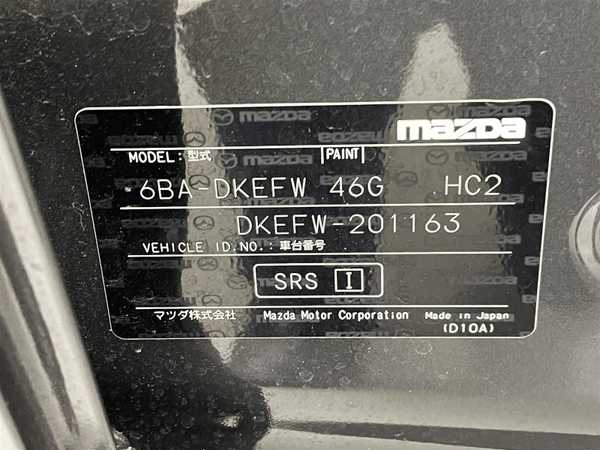 mazda
MODEL: 型式 PAINT
6BA-DKEFW 46G HC2
DKEFW-201163
VEHICLE ID.NO.: 車台番号
SRS I
マツダ株式会社 Mazda Motor Corporation Made in Japan
(D10A)